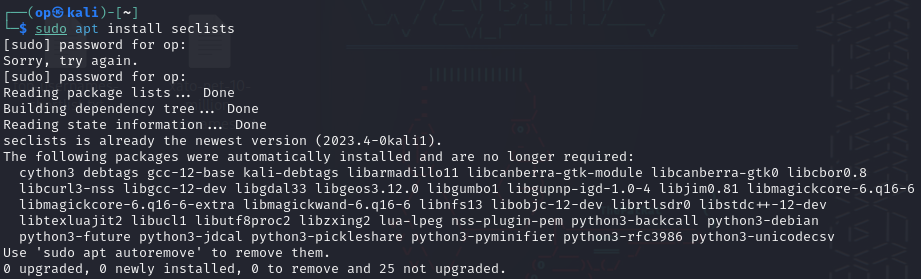 ┌──(op㉿kali)-[~]
└─$ sudo apt install seclists
[sudo] password for op:
Sorry, try again.
[sudo] password for op:
Reading package lists... Done
Building dependency tree... Done
Reading state information... Done
seclists is already the newest version (2023.4-0kali1).
The following packages were automatically installed and are no longer required:
  cython3 debtags gcc-12-base kali-debtags libarmadillo11 libcanberra-gtk-module libcanberra-gtk0 libcbor0.8
  libcurl3-nss libgcc-12-dev libgdal33 libgeos3.12.0 libgumbo1 libgupnp-igd-1.0-4 libjim0.81 libmagickcore-6.q16-6
  libmagickcore-6.q16-6-extra libmagickwand-6.q16-6 libnfs13 libobjc-12-dev librtlsdr0 libstdc++-12-dev
  libtexluajit2 libucl1 libutf8proc2 libzxing2 lua-lpeg nss-plugin-pem python3-backcall python3-debian
  python3-future python3-jdcal python3-pickleshare python3-pyminifier python3-rfc3986 python3-unicodecsv
Use 'sudo apt autoremove' to remove them.
0 upgraded, 0 newly installed, 0 to remove and 25 not upgraded.